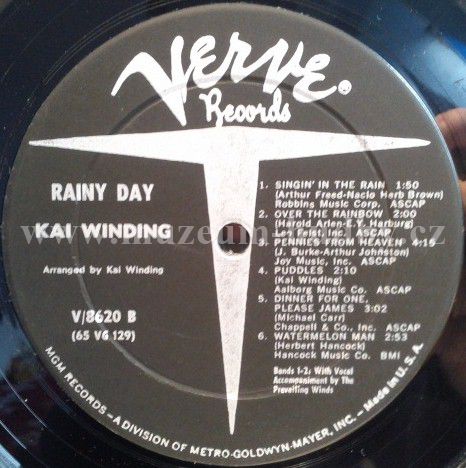 Verve®
Records
RAINY DAY
KAI WINDING
Arranged by Kai Winding
V/8620 B
(65 VG 129)
1. SINGIN' IN THE RAIN 1:50
(Arthur Freed-Nacio Herb Brown)
Robbins Music Corp. ASCAP
2. OVER THE RAINBOW 2:00
(Harold Arlen-E.Y. Harburg)
Leo Feist, Inc. ASCAP
3. PENNIES FROM HEAVEN 4:15
(J. Burke-Arthur Johnston)
Joy Music, Inc. ASCAP
4. PUDDLES 2:10
(Kai Winding)
Aalborg Music Co. ASCAP
5. DINNER FOR ONE,
PLEASE JAMES 3:02
(Michael Carr)
Chappell & Co., Inc. ASCAP
6. WATERMELON MAN 2:53
(Herbert Hancock)
Hancock Music Co. BMI
Bands 1-2: With Vocal
Accompaniment by The
Prevailing Winds
MGM RECORDS—A DIVISION OF METRO-GOLDWYN-MAYER, INC.—Made in U.S.A.